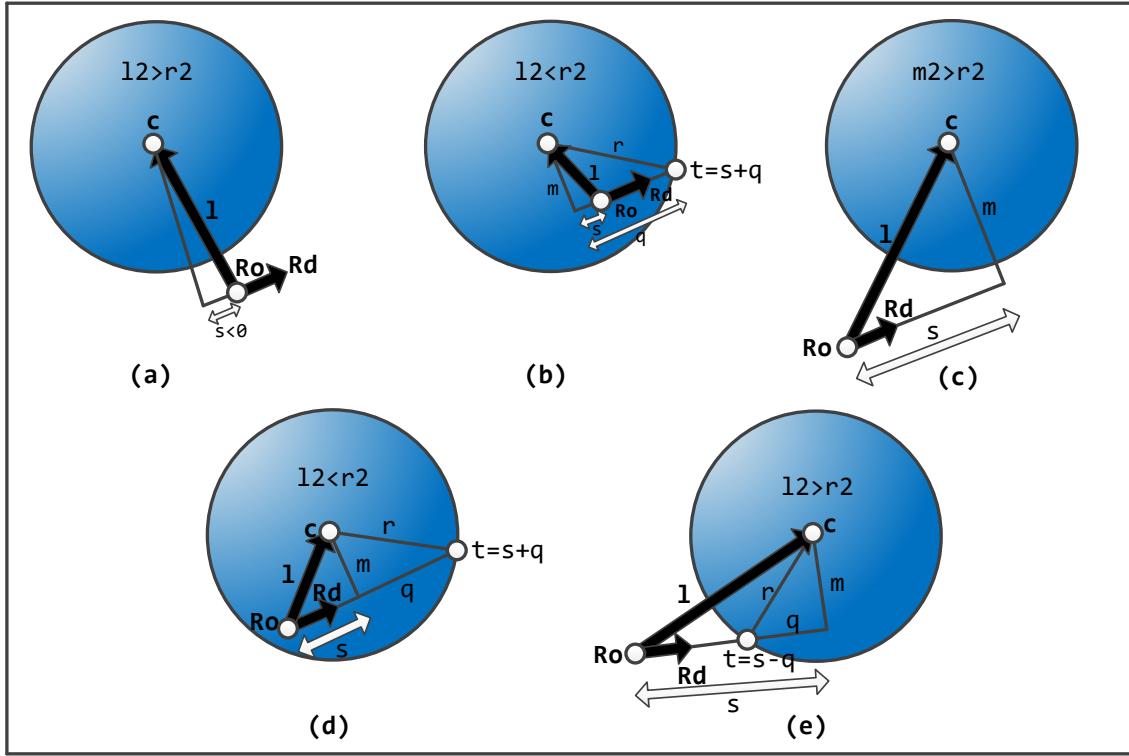 l2>r2
c
l
Ro
Rd
s<0
(a)
l2<r2
c
r
t=s+q
m
l
Rd
Ro
s
q
(b)
m2>r2
c
m
l
Rd
Ro
s
(c)
l2<r2
c
r
t=s+q
m
l
Rd
q
Ro
s
(d)
l2>r2
c
m
r
l
q
Ro
t=s-q
Rd
s
(e)